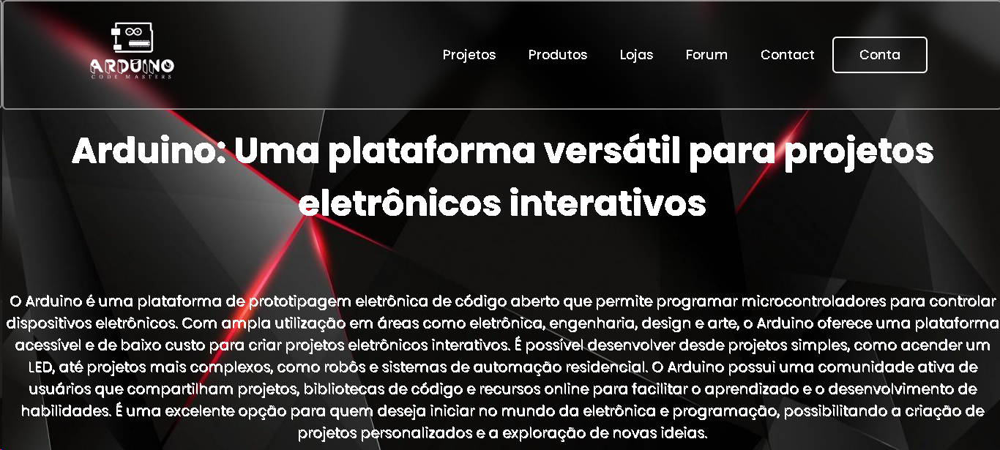 ARDUINO
CODE MASTERS
Projetos Produtos Lojas Forum Contact Conta
Arduino: Uma plataforma versátil para projetos
eletrônicos interativos
O Arduino é uma plataforma de prototipagem eletrônica de código aberto que permite programar microcontroladores para controlar
dispositivos eletrônicos. Com ampla utilização em áreas como eletrônica, engenharia, design e arte, o Arduino oferece uma plataforma
acessível e de baixo custo para criar projetos eletrônicos interativos. É possível desenvolver desde projetos simples, como acender um
LED, até projetos mais complexos, como robôs e sistemas de automação residencial. O Arduino possui uma comunidade ativa de
usuários que compartilham projetos, bibliotecas de código e recursos online para facilitar o aprendizado e o desenvolvimento de
habilidades. É uma excelente opção para quem deseja iniciar no mundo da eletrônica e programação, possibilitando a criação de
projetos personalizados e a exploração de novas ideias.